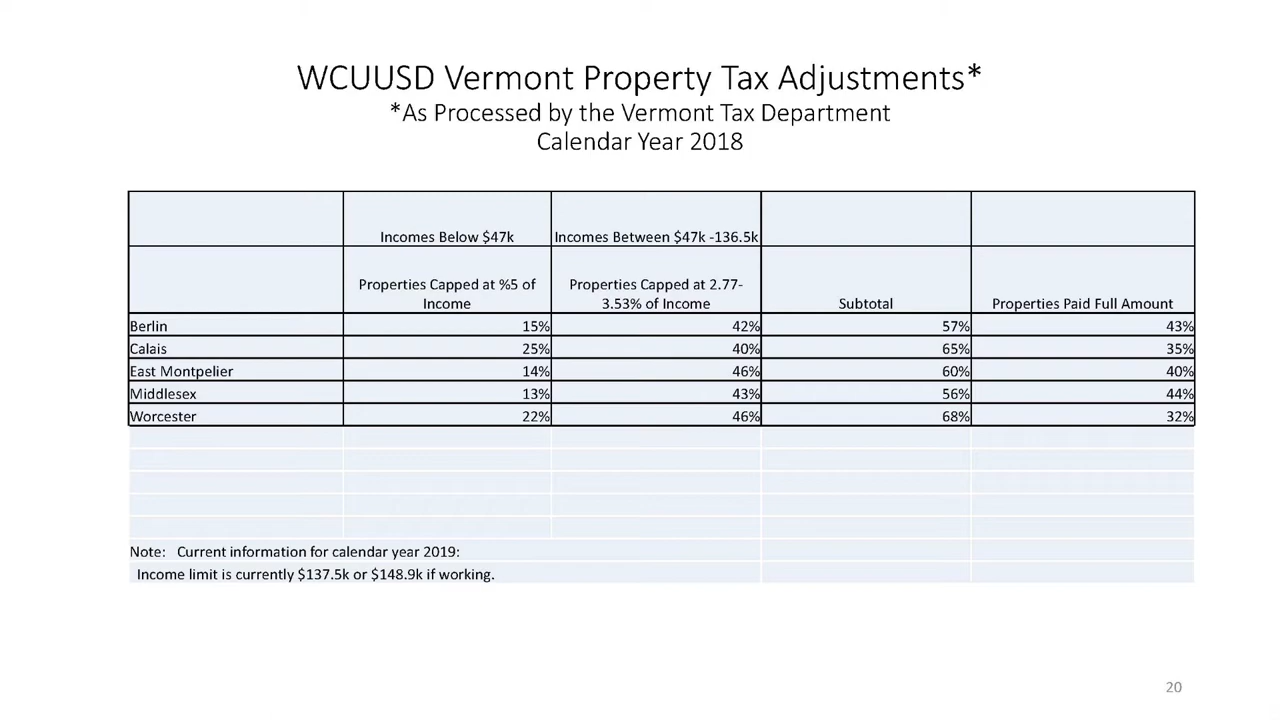 WCUUSD Vermont Property Tax Adjustments*
*As Processed by the Vermont Tax Department
Calendar Year 2018
Incomes Below $47k Incomes Between $47k -136.5k
Properties Capped at %5 of Income Properties Capped at 2.77-3.53% of Income Subtotal Properties Paid Full Amount
Berlin 15% 42% 57% 43%
Calais 25% 40% 65% 35%
East Montpelier 14% 46% 60% 40%
Middlesex 13% 43% 56% 44%
Worcester 22% 46% 68% 32%
Note: Current information for calendar year 2019:
Income limit is currently $137.5k or $148.9k if working.
20